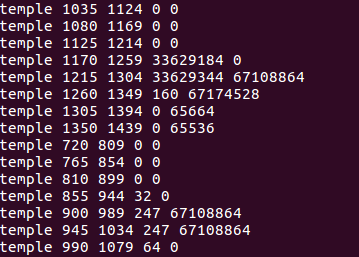 temple 1035 1124 0 0
temple 1080 1169 0 0
temple 1125 1214 0 0
temple 1170 1259 33629184 0
temple 1215 1304 33629344 67108864
temple 1260 1349 160 67174528
temple 1305 1394 0 65664
temple 1350 1439 0 65536
temple 720 809 0 0
temple 765 854 0 0
temple 810 899 0 0
temple 855 944 32 0
temple 900 989 247 67108864
temple 945 1034 247 67108864
temple 990 1079 64 0